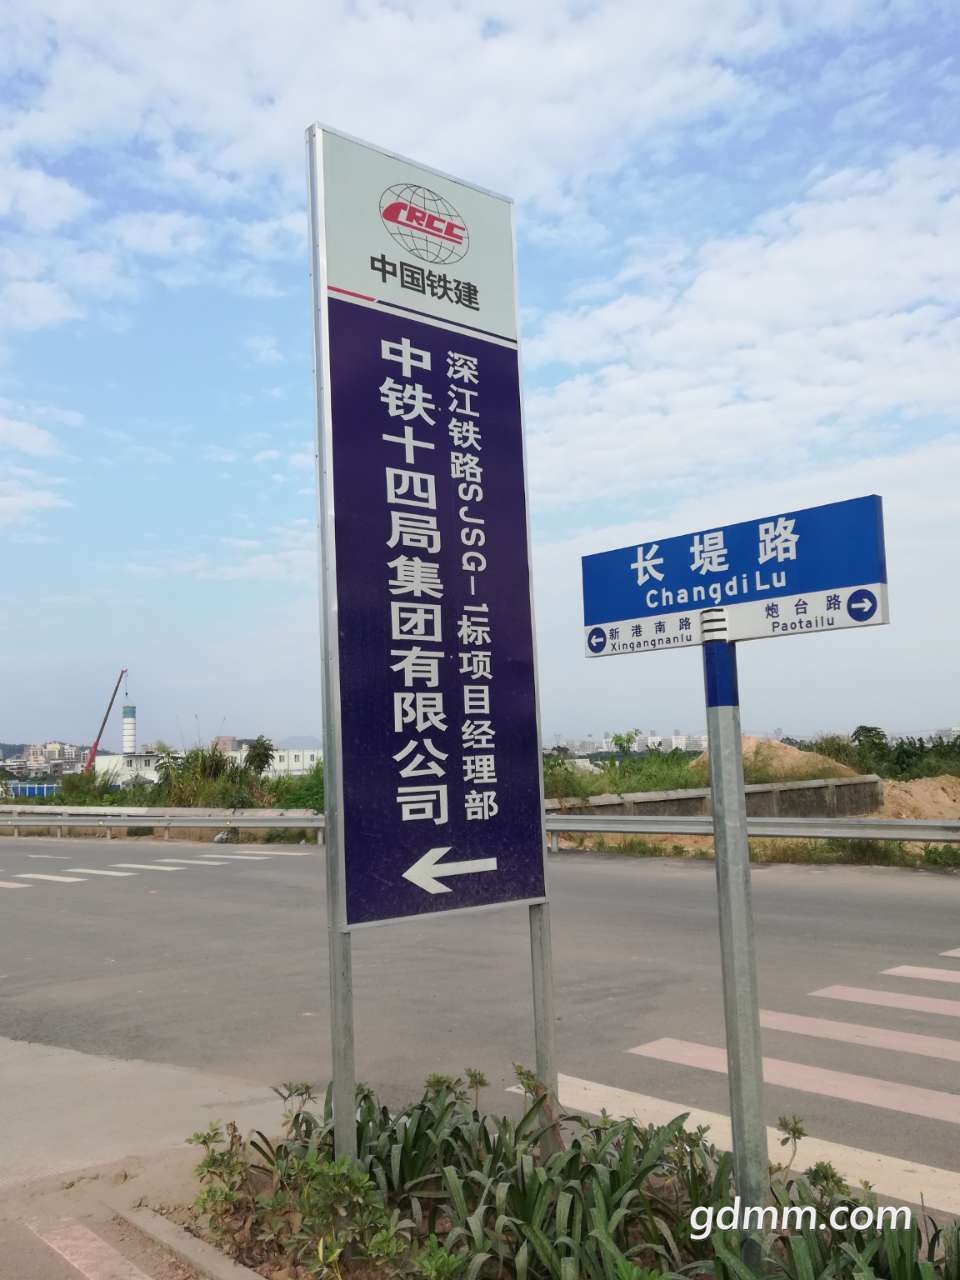 CRCC
中国铁建
中铁十四局集团有限公司
深江铁路SJSG-1标项目经理部
长堤路
ChangdiLu
新港南路
Xingangnanlu
炮台路
Paotailu
gdmm.com